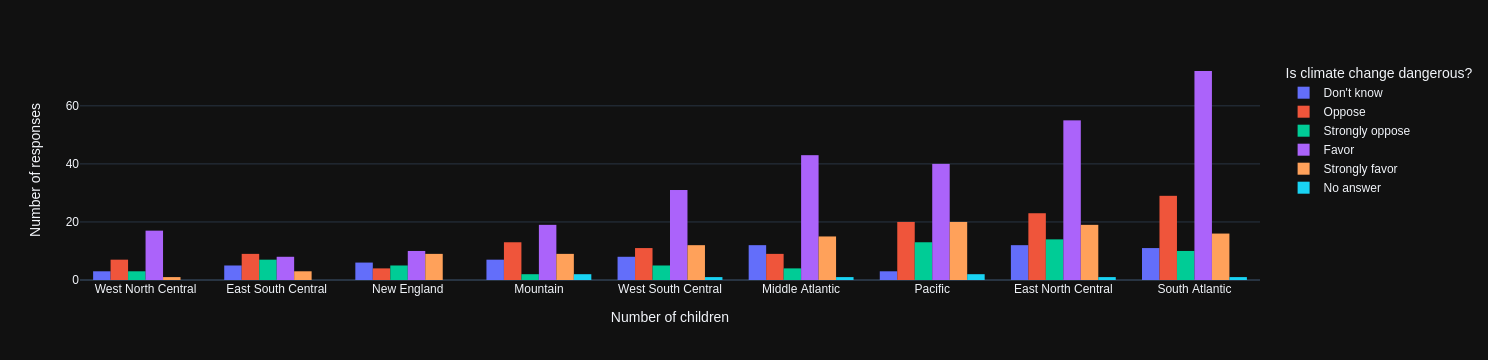 Is climate change dangerous?
Don't know
Oppose
Strongly oppose
Favor
Strongly favor
No answer
Number of responses
60
40
20
0
West North Central
East South Central
New England
Mountain
West South Central
Middle Atlantic
Pacific
East North Central
South Atlantic
Number of children